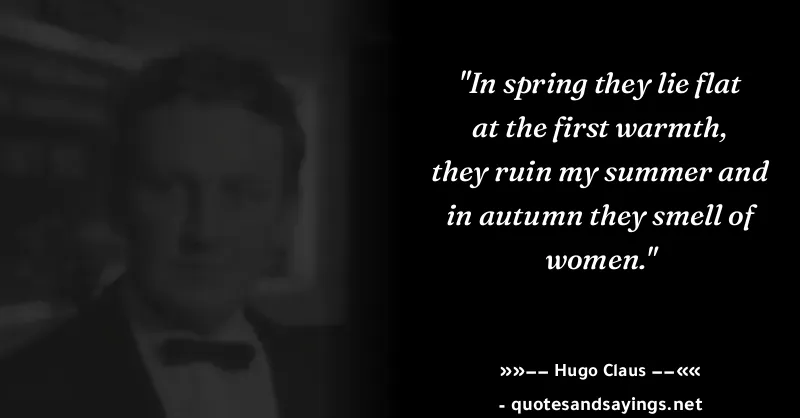 "In spring they lie flat
at the first warmth,
they ruin my summer and
in autumn they smell of
women."
»»−− Hugo Claus −−««
- quotesandsayings.net